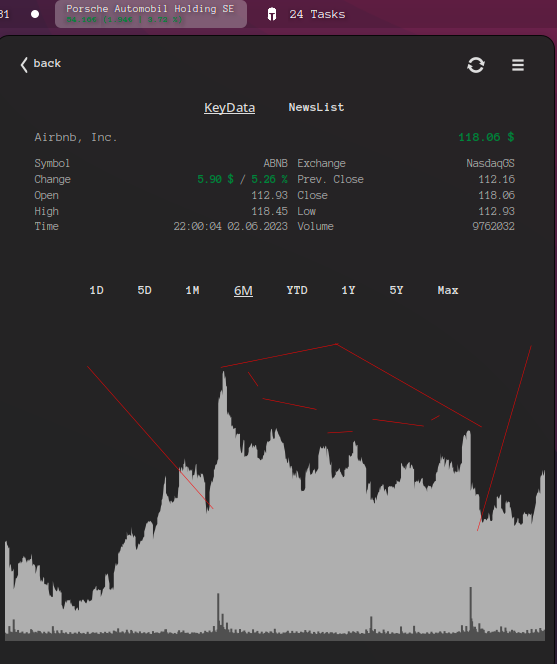 31 Porsche Automobil Holding SE 24 Tasks
back
KeyData NewsList
Airbnb, Inc. 118.06 $
Symbol ABNB Exchange NasdaqGS
Change 5.90 $ / 5.26 % Prev. Close 112.16
Open 112.93 Close 118.06
High 118.45 Low 112.93
Time 22:00:04 02.06.2023 Volume 9762032
1D 5D 1M 6M YTD 1Y 5Y Max